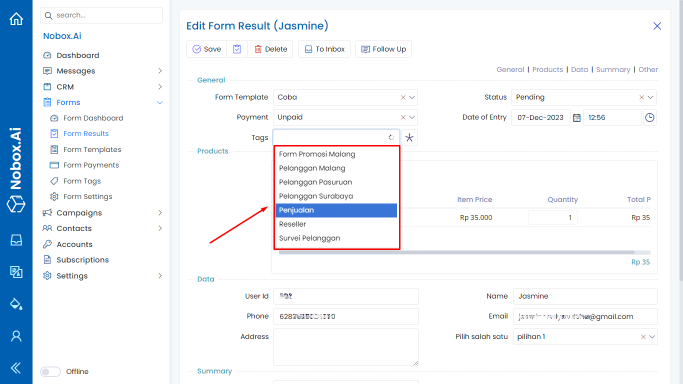 Nobox.Ai
search...
Nobox.Ai
Dashboard
Messages
CRM
Forms
Form Dashboard
Form Results
Form Templates
Form Payments
Form Tags
Form Settings
Campaigns
Contacts
Accounts
Subscriptions
Settings
Offline
Edit Form Result (Jasmine)
Save
Delete
To Inbox
Follow Up
General | Products | Data | Summary | Other
General
Form Template
Coba
Status
Pending
Payment
Unpaid
Date of Entry
07-Dec-2023
12:56
Tags
Form Promosi Malang
Pelanggan Malang
Pelanggan Pasuruan
Pelanggan Surabaya
Penjualan
Reseller
Survei Pelanggan
Products
Item Price
Quantity
Total P
Rp 35.000
1
Rp 35
Rp 35
Data
User Id
Name
Jasmine
Phone
Email
@gmail.com
Address
Pilih salah satu
pilihan 1
Summary